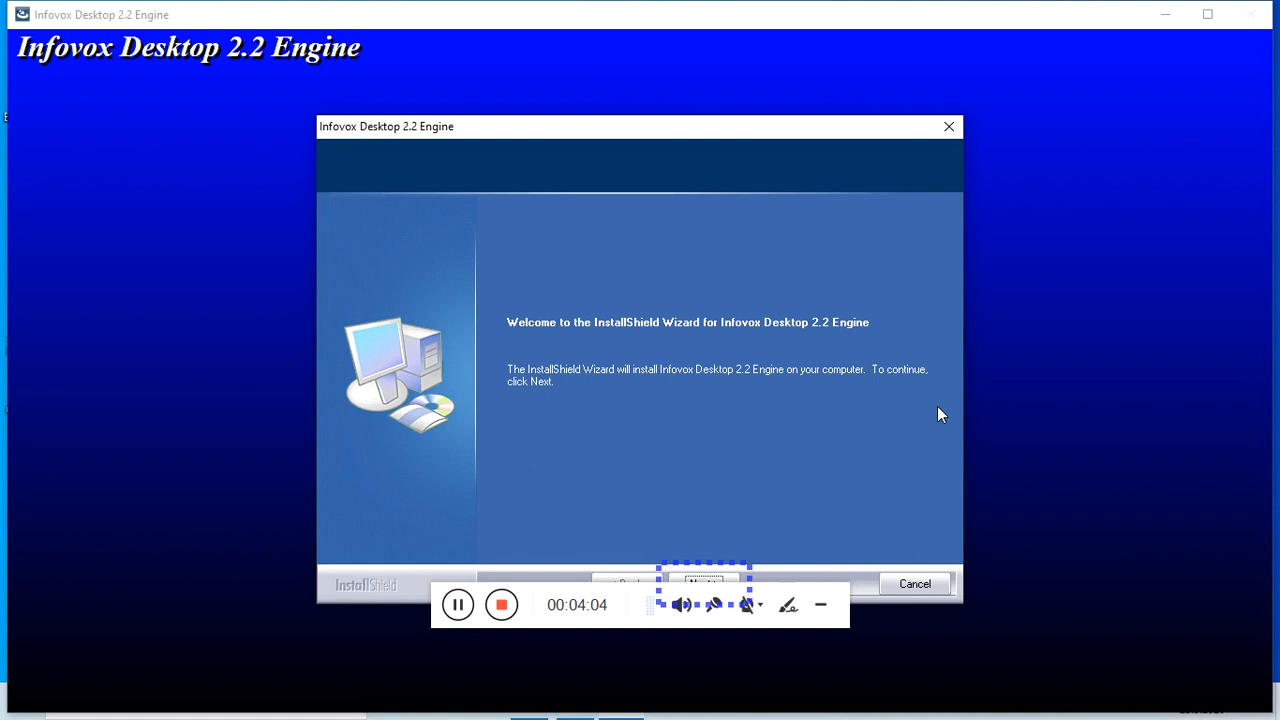 Infovox Desktop 2.2 Engine
Infovox Desktop 2.2 Engine
Infovox Desktop 2.2 Engine
Welcome to the InstallShield Wizard for Infovox Desktop 2.2 Engine
The InstallShield Wizard will install Infovox Desktop 2.2 Engine on your computer. To continue,
click Next.
InstallShield
Cancel
00:04:04